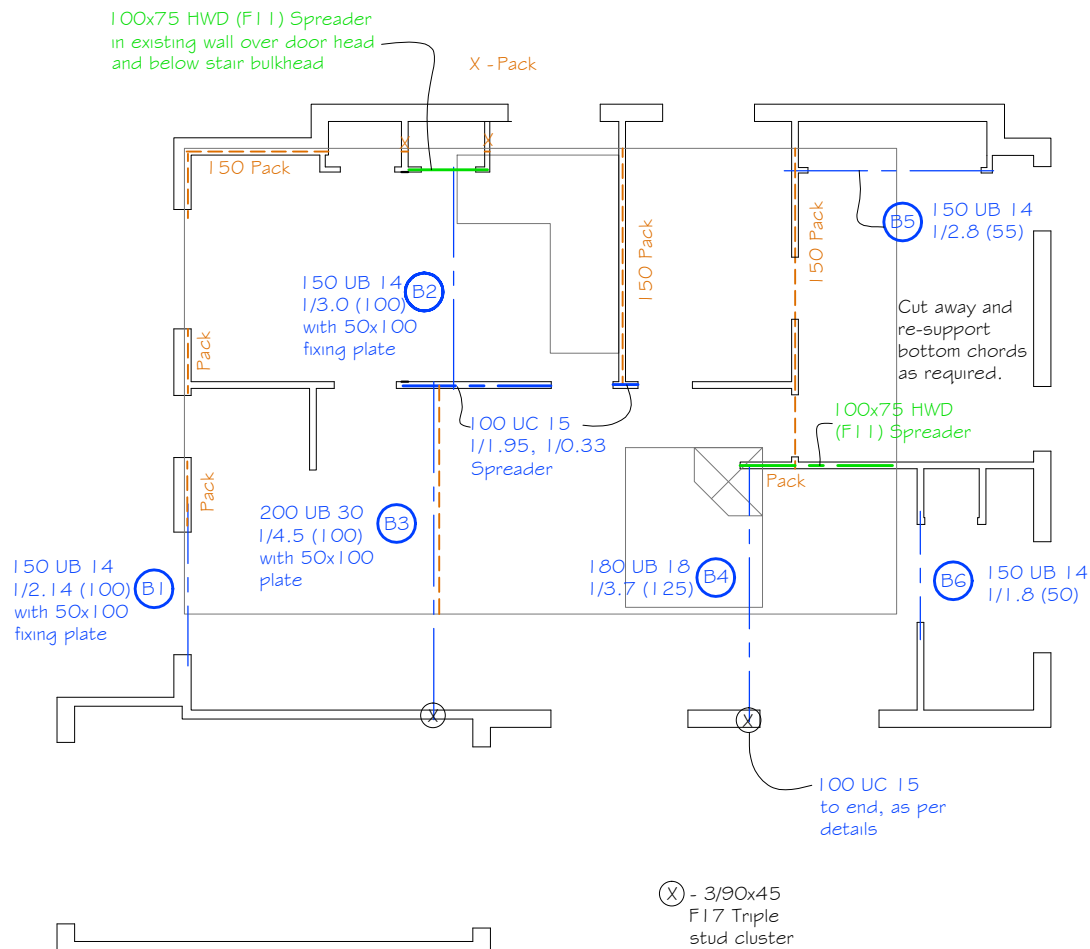 100x75 HWD (F11) Spreader
in existing wall over door head
and below stair bulkhead
X - Pack
X
X
150 Pack
150 Pack
150 Pack
B5
150 UB 14
1/2.8 (55)
150 UB 14
1/3.0 (100)
with 50x100
fixing plate
B2
Cut away and
re-support
bottom chords
as required.
Pack
100 UC 15
1/1.95, 1/0.33
Spreader
100x75 HWD
(F11) Spreader
Pack
Pack
200 UB 30
1/4.5 (100)
with 50x100
plate
B3
150 UB 14
1/2.14 (100)
with 50x100
fixing plate
B1
180 UB 18
1/3.7 (125)
B4
B6
150 UB 14
1/1.8 (50)
X
X
100 UC 15
to end, as per
details
X - 3/90x45
F17 Triple
stud cluster